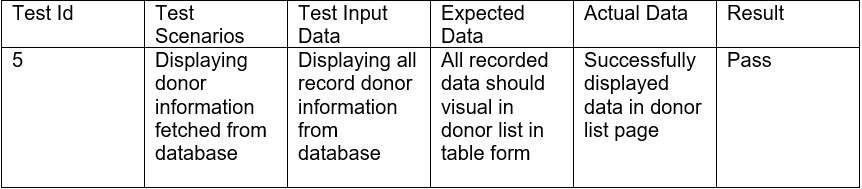 Test Id
Test
Scenarios
Test Input
Data
Expected
Data
Actual Data
Result
5
Displaying
donor
information
fetched from
database
Displaying all
record donor
information
from
database
All recorded
data should
visual in
donor list in
table form
Successfully
displayed
data in donor
list page
Pass